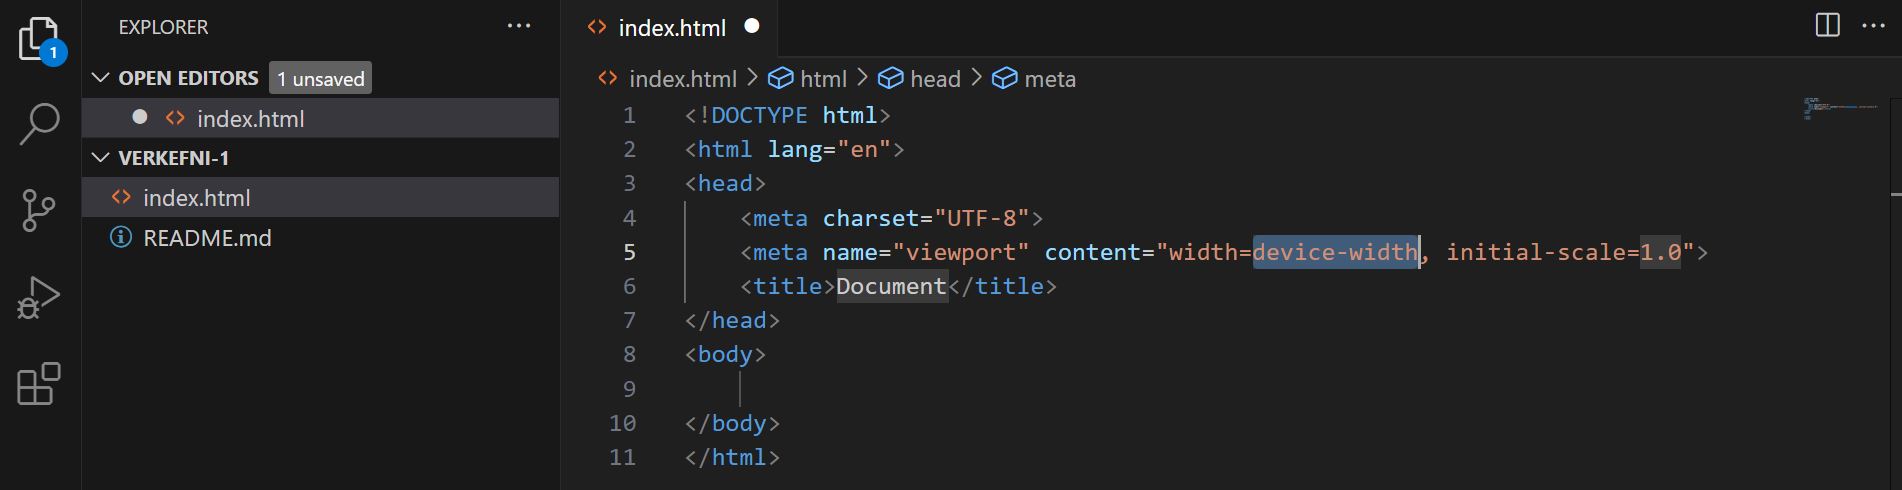 EXPLORER ...
OPEN EDITORS 1 unsaved
index.html
VERKEFNI-1
index.html
README.md
1
index.html
index.html > html > head > meta
1 <!DOCTYPE html>
2 <html lang="en">
3 <head>
4 <meta charset="UTF-8">
5 <meta name="viewport" content="width=device-width, initial-scale=1.0">
6 <title>Document</title>
7 </head>
8 <body>
9
10 </body>
11 </html>